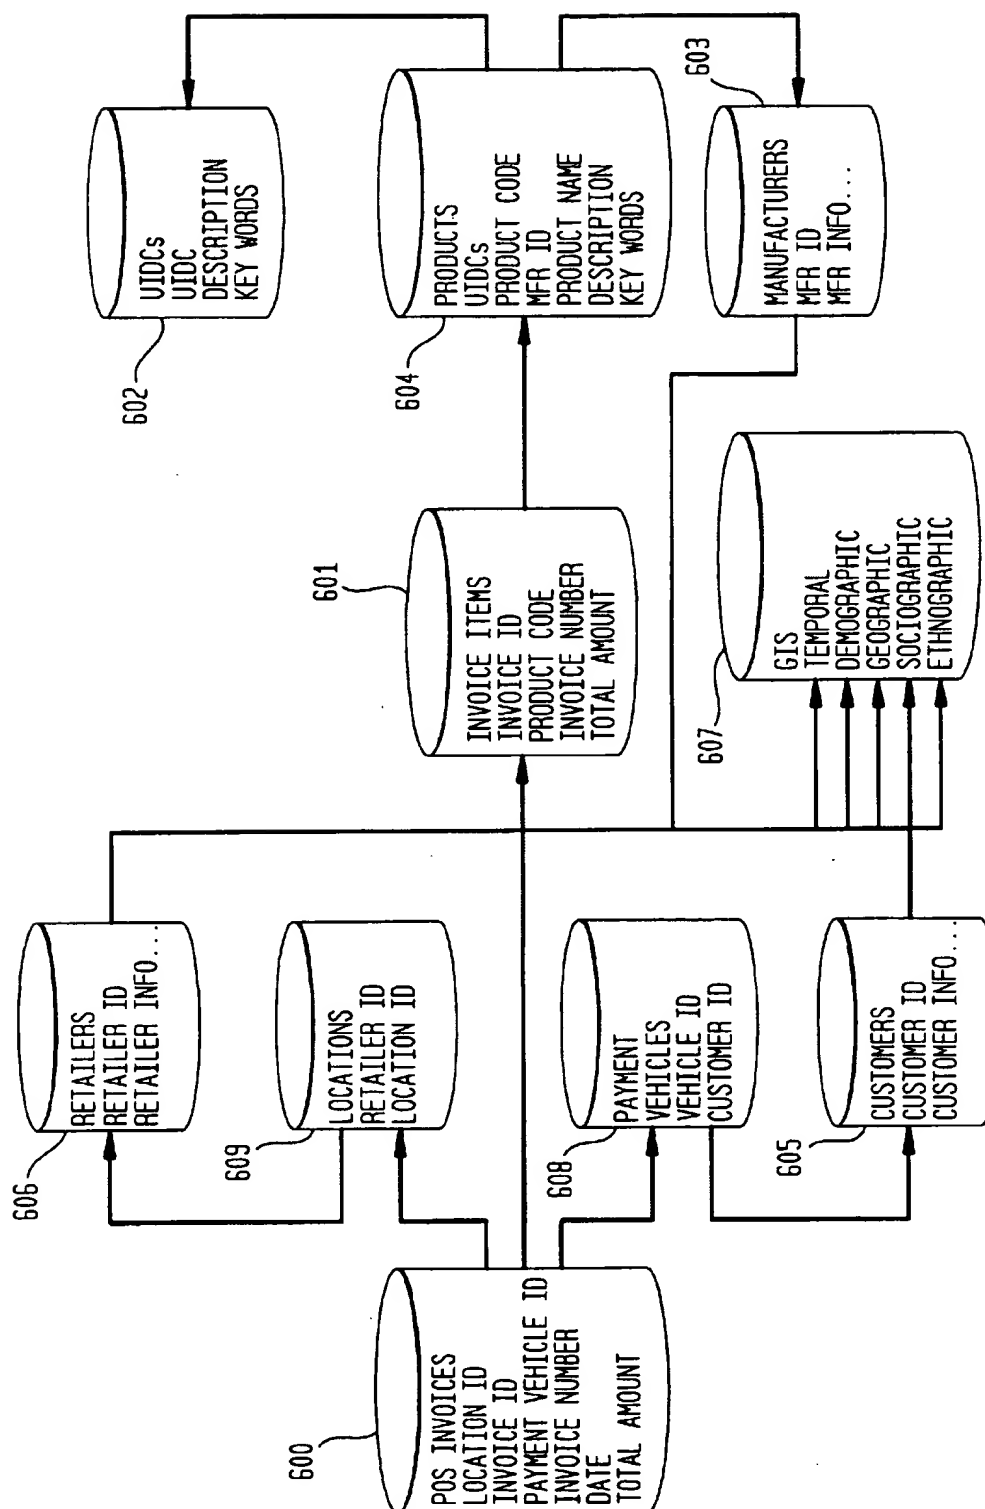 606
RETAILERS
RETAILER ID
RETAILER INFO...
609
LOCATIONS
RETAILER ID
LOCATION ID
600
POS INVOICES
LOCATION ID
INVOICE ID
PAYMENT VEHICLE ID
INVOICE NUMBER
DATE
TOTAL AMOUNT
608
PAYMENT
VEHICLES
VEHICLE ID
CUSTOMER ID
605
CUSTOMERS
CUSTOMER ID
CUSTOMER INFO...
601
INVOICE ITEMS
INVOICE ID
PRODUCT CODE
INVOICE NUMBER
TOTAL AMOUNT
607
GIS
TEMPORAL
DEMOGRAPHIC
GEOGRAPHIC
SOCIOGRAPHIC
ETHNOGRAPHIC
602
UIDCs
UIDC
DESCRIPTION
KEY WORDS
604
PRODUCTS
UIDCs
PRODUCT CODE
MFR ID
PRODUCT NAME
DESCRIPTION
KEY WORDS
603
MANUFACTURERS
MFR ID
MFR INFO...